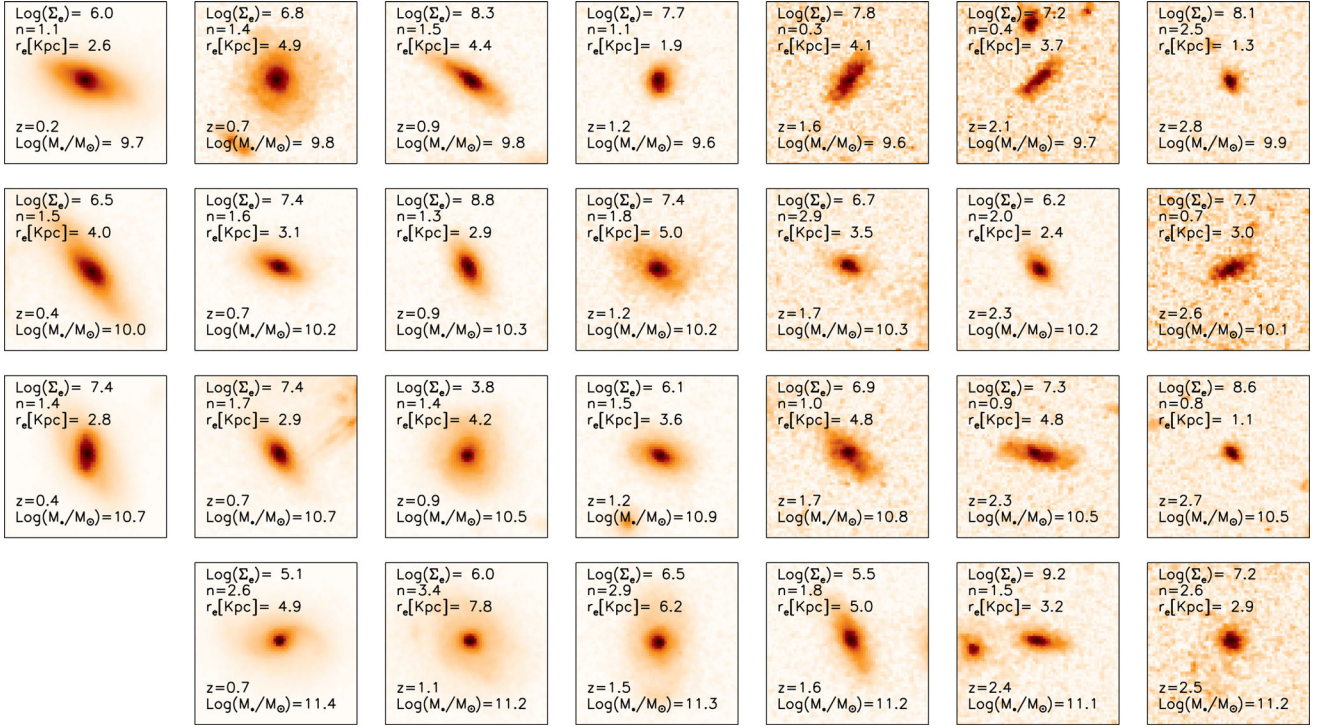 Log(Σₑ)= 6.0
n=1.1
rₑ[Kpc]= 2.6
z=0.2
Log(M⋆/M⊙)= 9.7
Log(Σₑ)= 6.8
n=1.4
rₑ[Kpc]= 4.9
z=0.7
Log(M⋆/M⊙)= 9.8
Log(Σₑ)= 8.3
n=1.5
rₑ[Kpc]= 4.4
z=0.9
Log(M⋆/M⊙)= 9.8
Log(Σₑ)= 7.7
n=1.1
rₑ[Kpc]= 1.9
z=1.2
Log(M⋆/M⊙)= 9.6
Log(Σₑ)= 7.8
n=0.3
rₑ[Kpc]= 4.1
z=1.6
Log(M⋆/M⊙)= 9.6
Log(Σₑ)= 7.2
n=0.4
rₑ[Kpc]= 3.7
z=2.1
Log(M⋆/M⊙)= 9.7
Log(Σₑ)= 8.1
n=2.5
rₑ[Kpc]= 1.3
z=2.8
Log(M⋆/M⊙)= 9.9
Log(Σₑ)= 6.5
n=1.5
rₑ[Kpc]= 4.0
z=0.4
Log(M⋆/M⊙)=10.0
Log(Σₑ)= 7.4
n=1.6
rₑ[Kpc]= 3.1
z=0.7
Log(M⋆/M⊙)=10.2
Log(Σₑ)= 8.8
n=1.3
rₑ[Kpc]= 2.9
z=0.9
Log(M⋆/M⊙)=10.3
Log(Σₑ)= 7.4
n=1.8
rₑ[Kpc]= 5.0
z=1.2
Log(M⋆/M⊙)=10.2
Log(Σₑ)= 6.7
n=2.9
rₑ[Kpc]= 3.5
z=1.7
Log(M⋆/M⊙)=10.3
Log(Σₑ)= 6.2
n=2.0
rₑ[Kpc]= 2.4
z=2.3
Log(M⋆/M⊙)=10.2
Log(Σₑ)= 7.7
n=0.7
rₑ[Kpc]= 3.0
z=2.6
Log(M⋆/M⊙)=10.1
Log(Σₑ)= 7.4
n=1.4
rₑ[Kpc]= 2.8
z=0.4
Log(M⋆/M⊙)=10.7
Log(Σₑ)= 7.4
n=1.7
rₑ[Kpc]= 2.9
z=0.7
Log(M⋆/M⊙)=10.7
Log(Σₑ)= 3.8
n=1.4
rₑ[Kpc]= 4.2
z=0.9
Log(M⋆/M⊙)=10.5
Log(Σₑ)= 6.1
n=1.5
rₑ[Kpc]= 3.6
z=1.2
Log(M⋆/M⊙)=10.9
Log(Σₑ)= 6.9
n=1.0
rₑ[Kpc]= 4.8
z=1.7
Log(M⋆/M⊙)=10.8
Log(Σₑ)= 7.3
n=0.9
rₑ[Kpc]= 4.8
z=2.3
Log(M⋆/M⊙)=10.5
Log(Σₑ)= 8.6
n=0.8
rₑ[Kpc]= 1.1
z=2.7
Log(M⋆/M⊙)=10.5
Log(Σₑ)= 5.1
n=2.6
rₑ[Kpc]= 4.9
z=0.7
Log(M⋆/M⊙)=11.4
Log(Σₑ)= 6.0
n=3.4
rₑ[Kpc]= 7.8
z=1.1
Log(M⋆/M⊙)=11.2
Log(Σₑ)= 6.5
n=2.9
rₑ[Kpc]= 6.2
z=1.5
Log(M⋆/M⊙)=11.3
Log(Σₑ)= 5.5
n=1.8
rₑ[Kpc]= 5.0
z=1.6
Log(M⋆/M⊙)=11.2
Log(Σₑ)= 9.2
n=1.5
rₑ[Kpc]= 3.2
z=2.4
Log(M⋆/M⊙)=11.1
Log(Σₑ)= 7.2
n=2.6
rₑ[Kpc]= 2.9
z=2.5
Log(M⋆/M⊙)=11.2